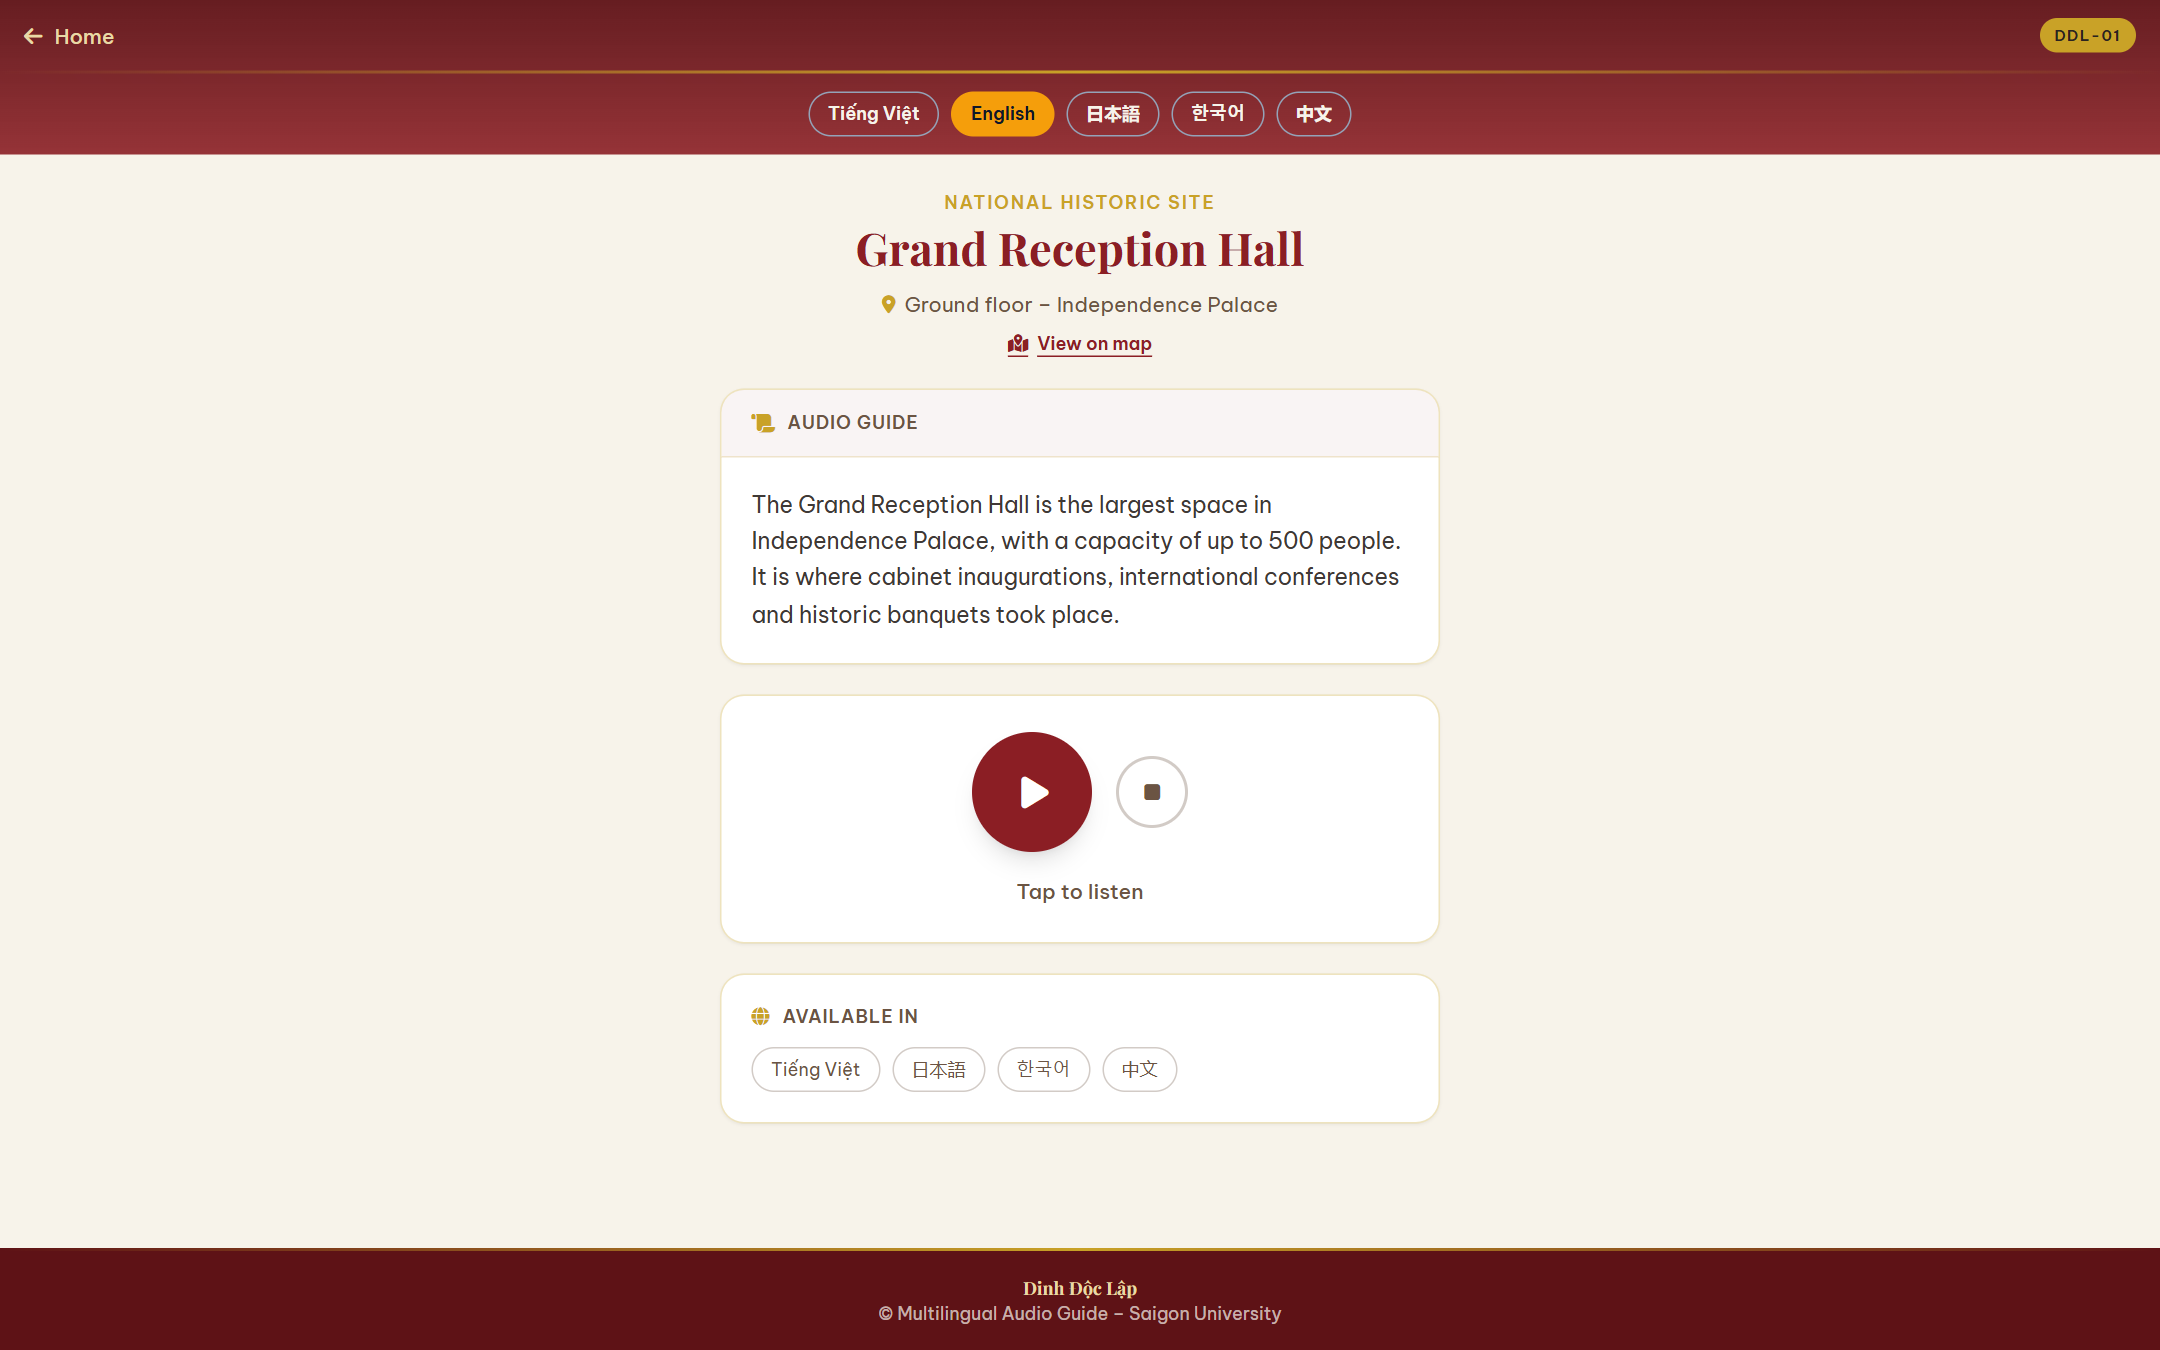 Home
DDL-01
Tiếng Việt
English
日本語
한국어
中文
NATIONAL HISTORIC SITE
Grand Reception Hall
Ground floor – Independence Palace
View on map
AUDIO GUIDE
The Grand Reception Hall is the largest space in
Independence Palace, with a capacity of up to 500 people.
It is where cabinet inaugurations, international conferences
and historic banquets took place.
Tap to listen
AVAILABLE IN
Tiếng Việt
日本語
한국어
中文
Dinh Độc Lập
© Multilingual Audio Guide – Saigon University